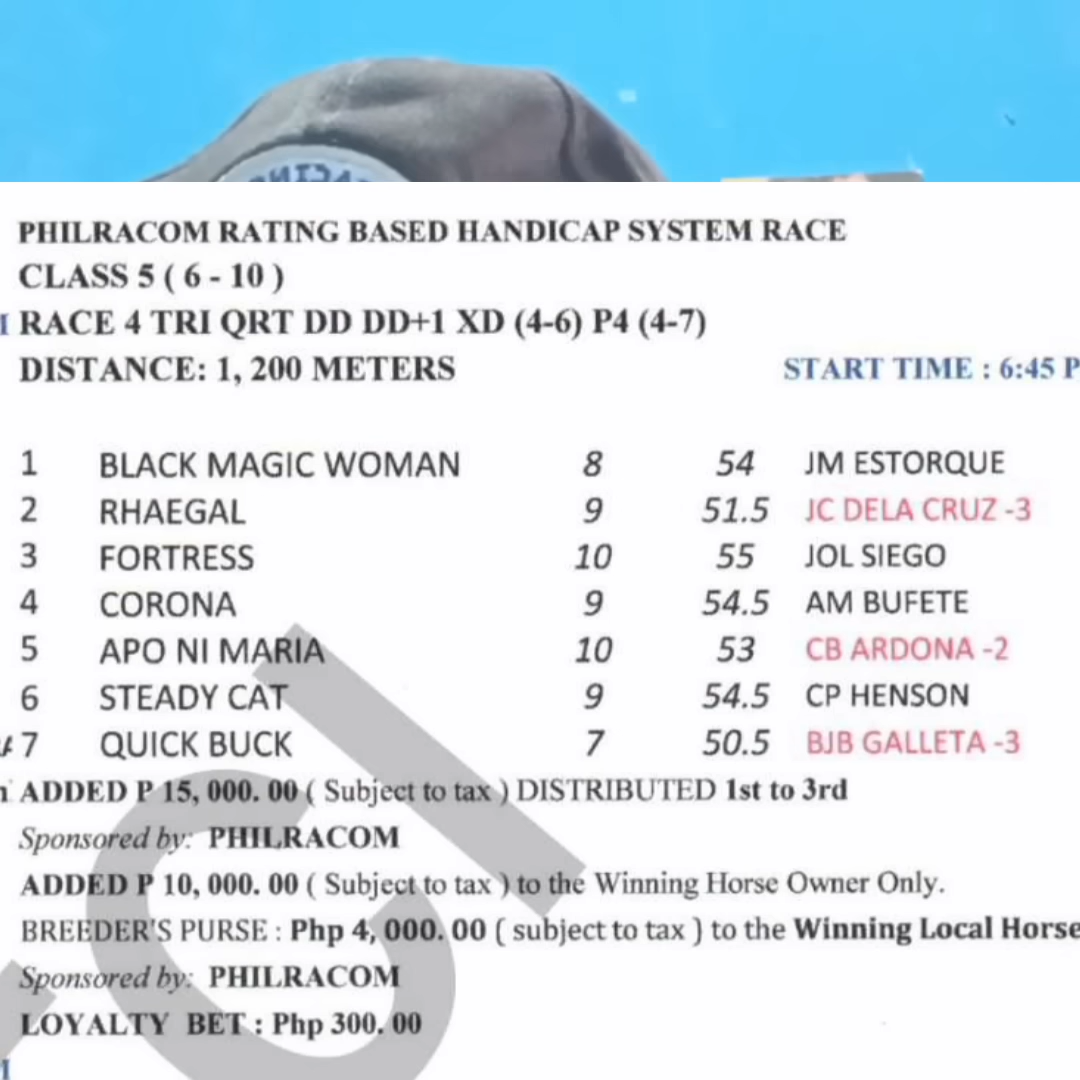 PHILRACOM RATING BASED HANDICAP SYSTEM RACE
CLASS 5 ( 6 - 10 )
RACE 4 TRI QRT DD DD+1 XD (4-6) P4 (4-7)
DISTANCE: 1, 200 METERS START TIME : 6:45 P
1 BLACK MAGIC WOMAN 8 54 JM ESTORQUE
2 RHAEGAL 9 51.5 JC DELA CRUZ -3
3 FORTRESS 10 55 JOL SIEGO
4 CORONA 9 54.5 AM BUFETE
5 APO NI MARIA 10 53 CB ARDONA -2
6 STEADY CAT 9 54.5 CP HENSON
7 QUICK BUCK 7 50.5 BJB GALLETA -3
ADDED P 15, 000. 00 ( Subject to tax ) DISTRIBUTED 1st to 3rd
Sponsored by: PHILRACOM
ADDED P 10, 000. 00 ( Subject to tax ) to the Winning Horse Owner Only.
BREEDER'S PURSE : Php 4, 000. 00 ( subject to tax ) to the Winning Local Horse
Sponsored by: PHILRACOM
LOYALTY BET : Php 300. 00